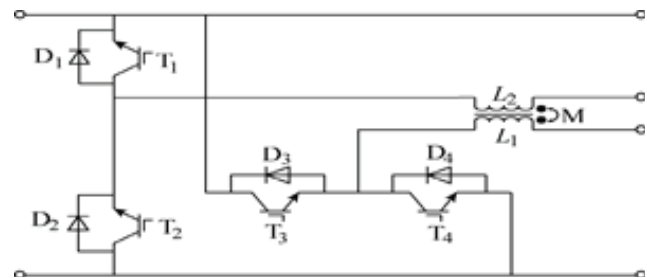 D₁
T₁
L₂
M
L₁
D₃
D₄
D₂
T₂
T₃
T₄